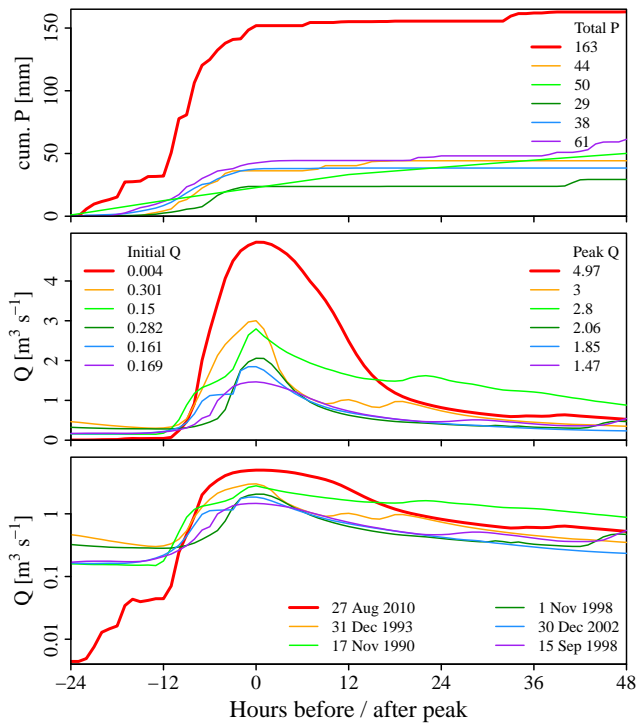 cum. P [mm]
0
50
100
150
Total P
163
44
50
29
38
61
Q [m³ s⁻¹]
0
1
2
3
4
Initial Q
0.004
0.301
0.15
0.282
0.161
0.169
Peak Q
4.97
3
2.8
2.06
1.85
1.47
Q [m³ s⁻¹]
0.01
0.1
1
27 Aug 2010
31 Dec 1993
17 Nov 1990
1 Nov 1998
30 Dec 2002
15 Sep 1998
−24 −12 0 12 24 36 48
Hours before / after peak